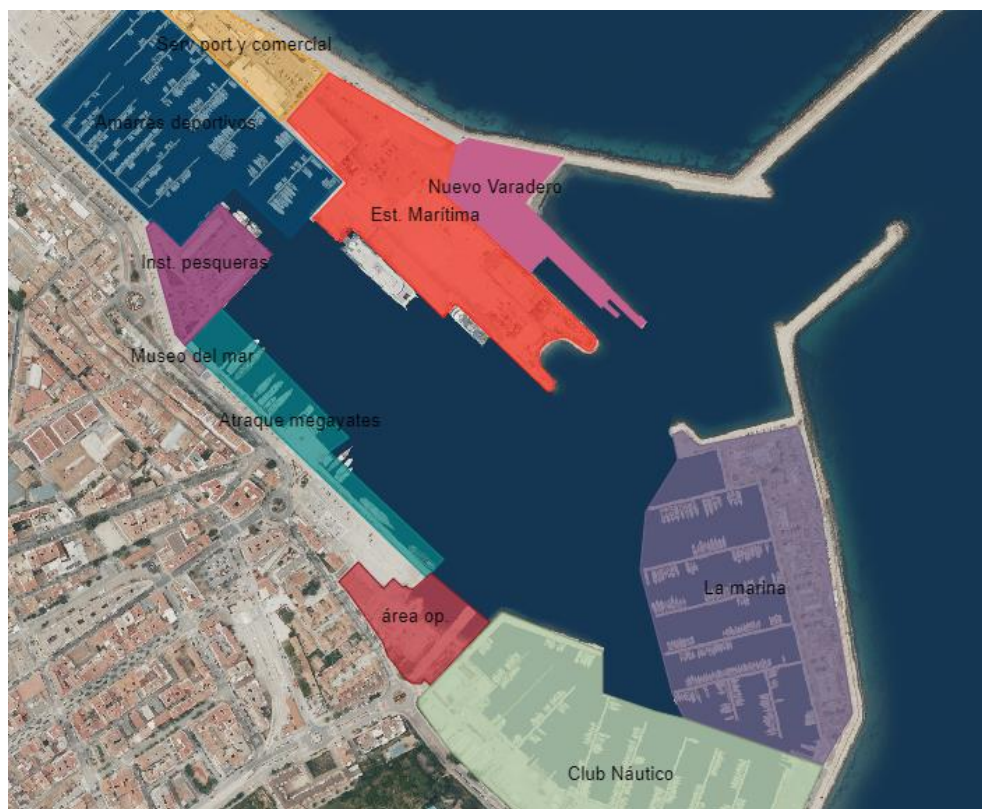 Serv port y comercial
Amarres deportivos
Nuevo Varadero
Est. Marítima
Inst. pesqueras
Museo del mar
Atraque megayates
La marina
área op.
Club Náutico